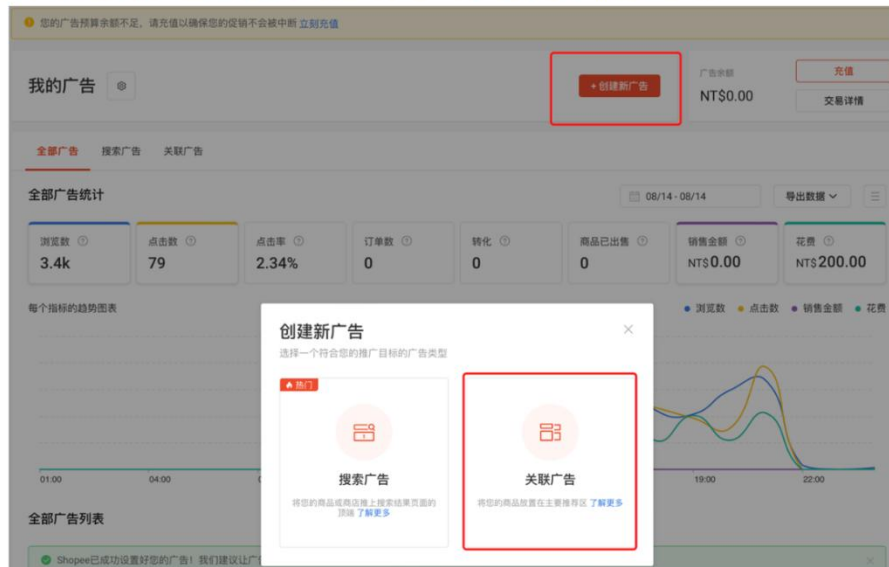 您的广告预算余额不足，请充值以确保您的促销不会被中断 立刻充值
我的广告
+ 创建新广告
广告余额
NT$0.00
充值
交易详情
全部广告 搜索广告 关联广告
全部广告统计
08/14 - 08/14
导出数据
浏览数 点击数 点击率 订单数 转化 商品已出售 销售金额 花费
3.4k 79 2.34% 0 0 0 NT$0.00 NT$200.00
每个指标的趋势图表
浏览数 点击数 销售金额 花费
创建新广告
选择一个符合您的推广目标的广告类型
热门
搜索广告
将您的商品或商店推上搜索结果页面的
顶端 了解更多
关联广告
将您的商品放置在主要推荐区 了解更多
01:00 04:00 19:00 22:00
全部广告列表
Shopee已成功设置好您的广告！我们建议让广